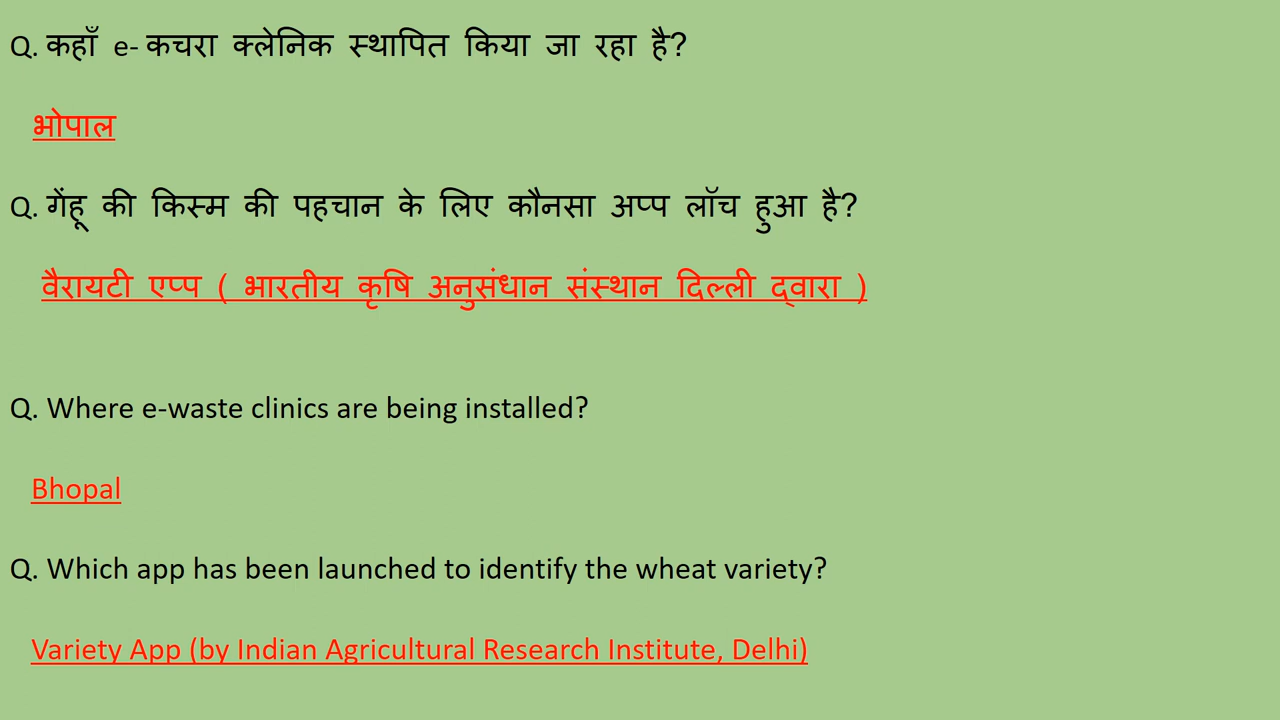 Q. कहाँ e- कचरा क्लेनिक स्थापित किया जा रहा है?
भोपाल
Q. गेंहू की किस्म की पहचान के लिए कौनसा अप्प लॉच हुआ है?
वैरायटी एप्प ( भारतीय कृषि अनुसंधान संस्थान दिल्ली द्वारा )
Q. Where e-waste clinics are being installed?
Bhopal
Q. Which app has been launched to identify the wheat variety?
Variety App (by Indian Agricultural Research Institute, Delhi)